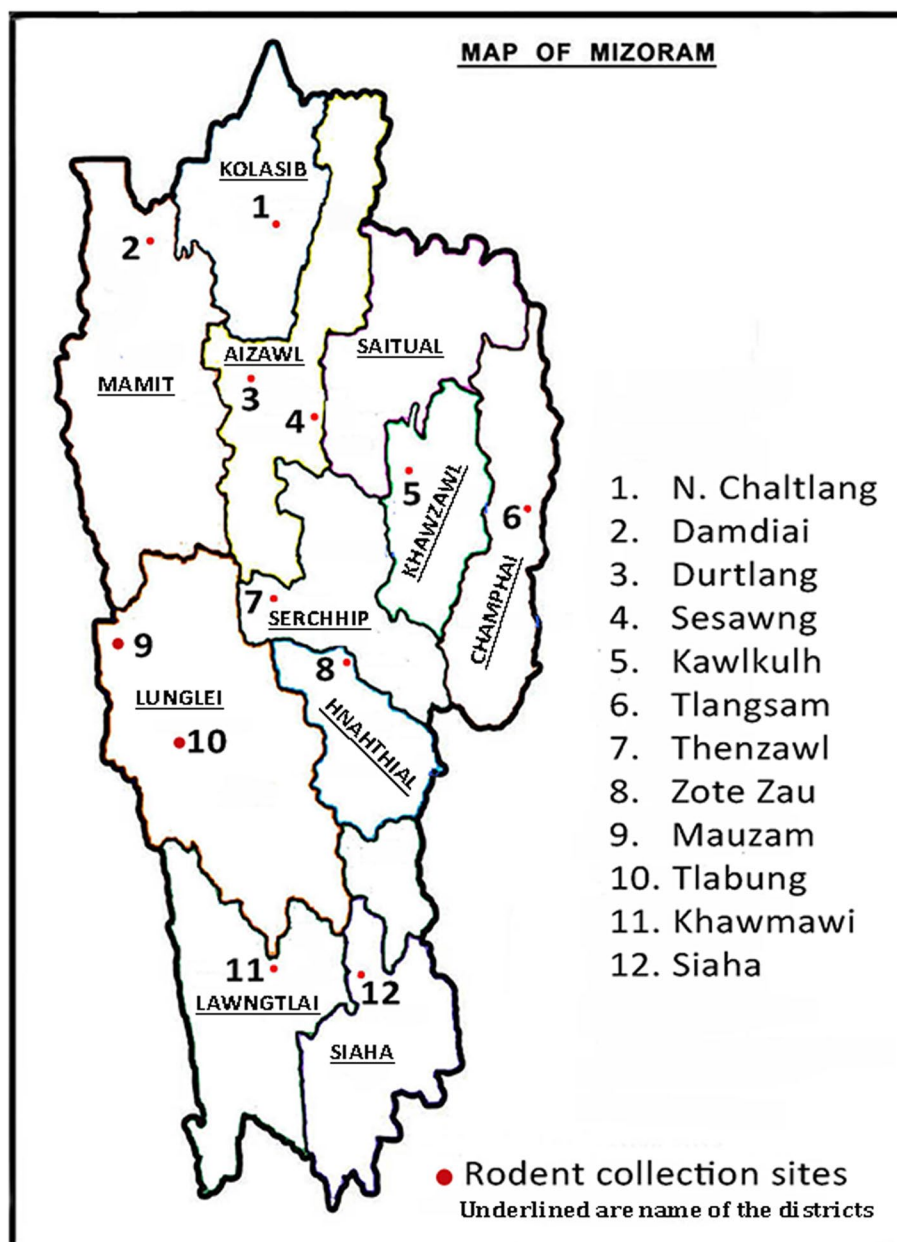 MAP OF MIZORAM
KOLASIB
1
2
AIZAWL
SAITUAL
MAMIT
3
4
5
KHAWZAWL
6
CHAMPHAI
7
SERCHHIP
8
HNAHTHIAL
9
LUNGLEI
10
11
LAWNGTLAI
12
SIAHA
1. N. Chaltlang
2. Damdiai
3. Durtlang
4. Sesawng
5. Kawlkulh
6. Tlangsam
7. Thenzawl
8. Zote Zau
9. Mauzam
10. Tlabung
11. Khawmawi
12. Siaha
Rodent collection sites
Underlined are name of the districts